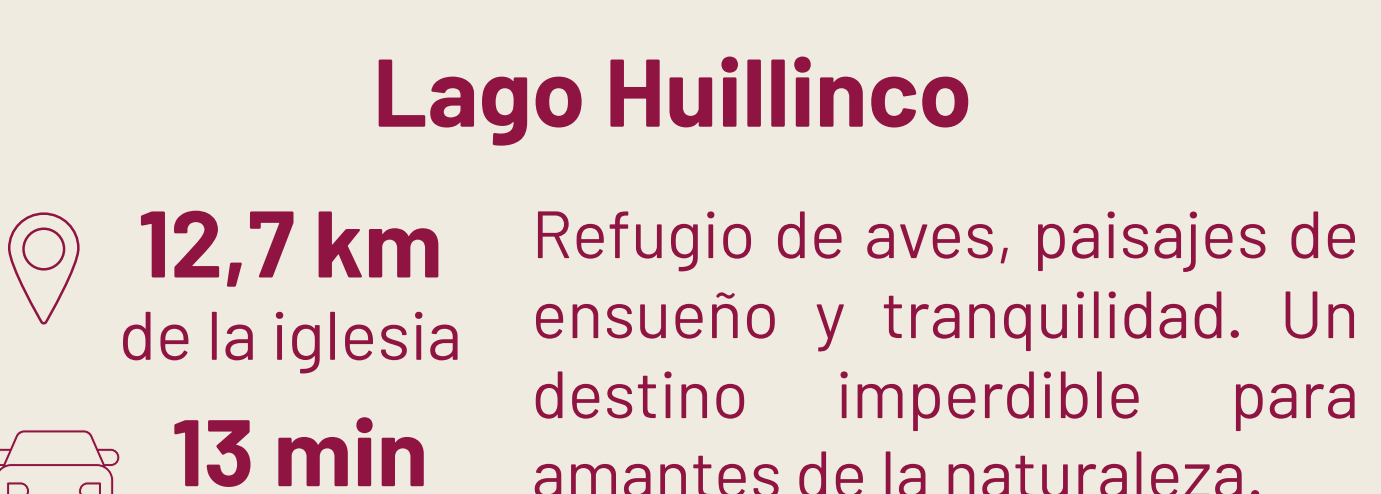 Lago Huillinco
12,7 km
de la iglesia
13 min
Refugio de aves, paisajes de
ensueño y tranquilidad. Un
destino imperdible para
amantes de la naturaleza.